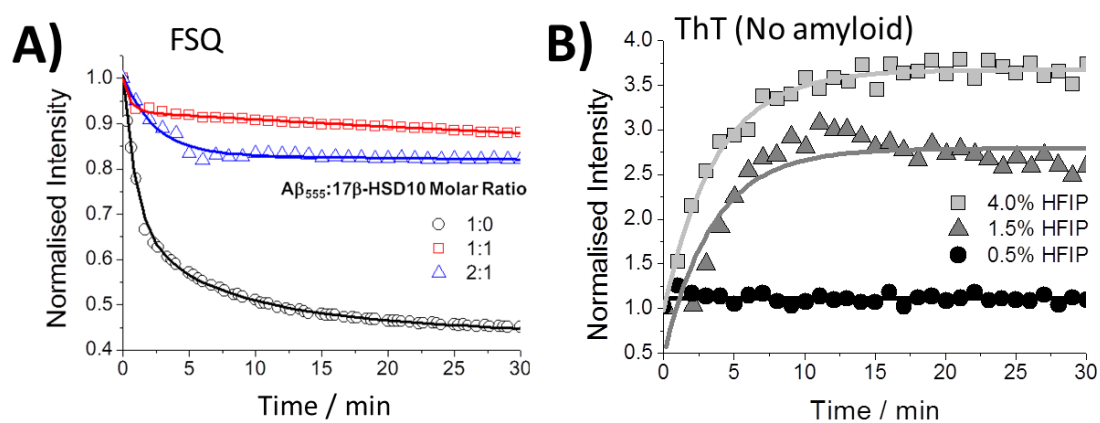 A)
FSQ
Normalised Intensity
1.0
0.9
0.8
0.7
0.6
0.5
0.4
Aβ₅₅₅:17β-HSD10 Molar Ratio
1:0
1:1
2:1
0 5 10 15 20 25 30
Time / min
B)
ThT (No amyloid)
Normalised Intensity
4.0
3.5
3.0
2.5
2.0
1.5
1.0
0.5
4.0% HFIP
1.5% HFIP
0.5% HFIP
0 5 10 15 20 25 30
Time / min